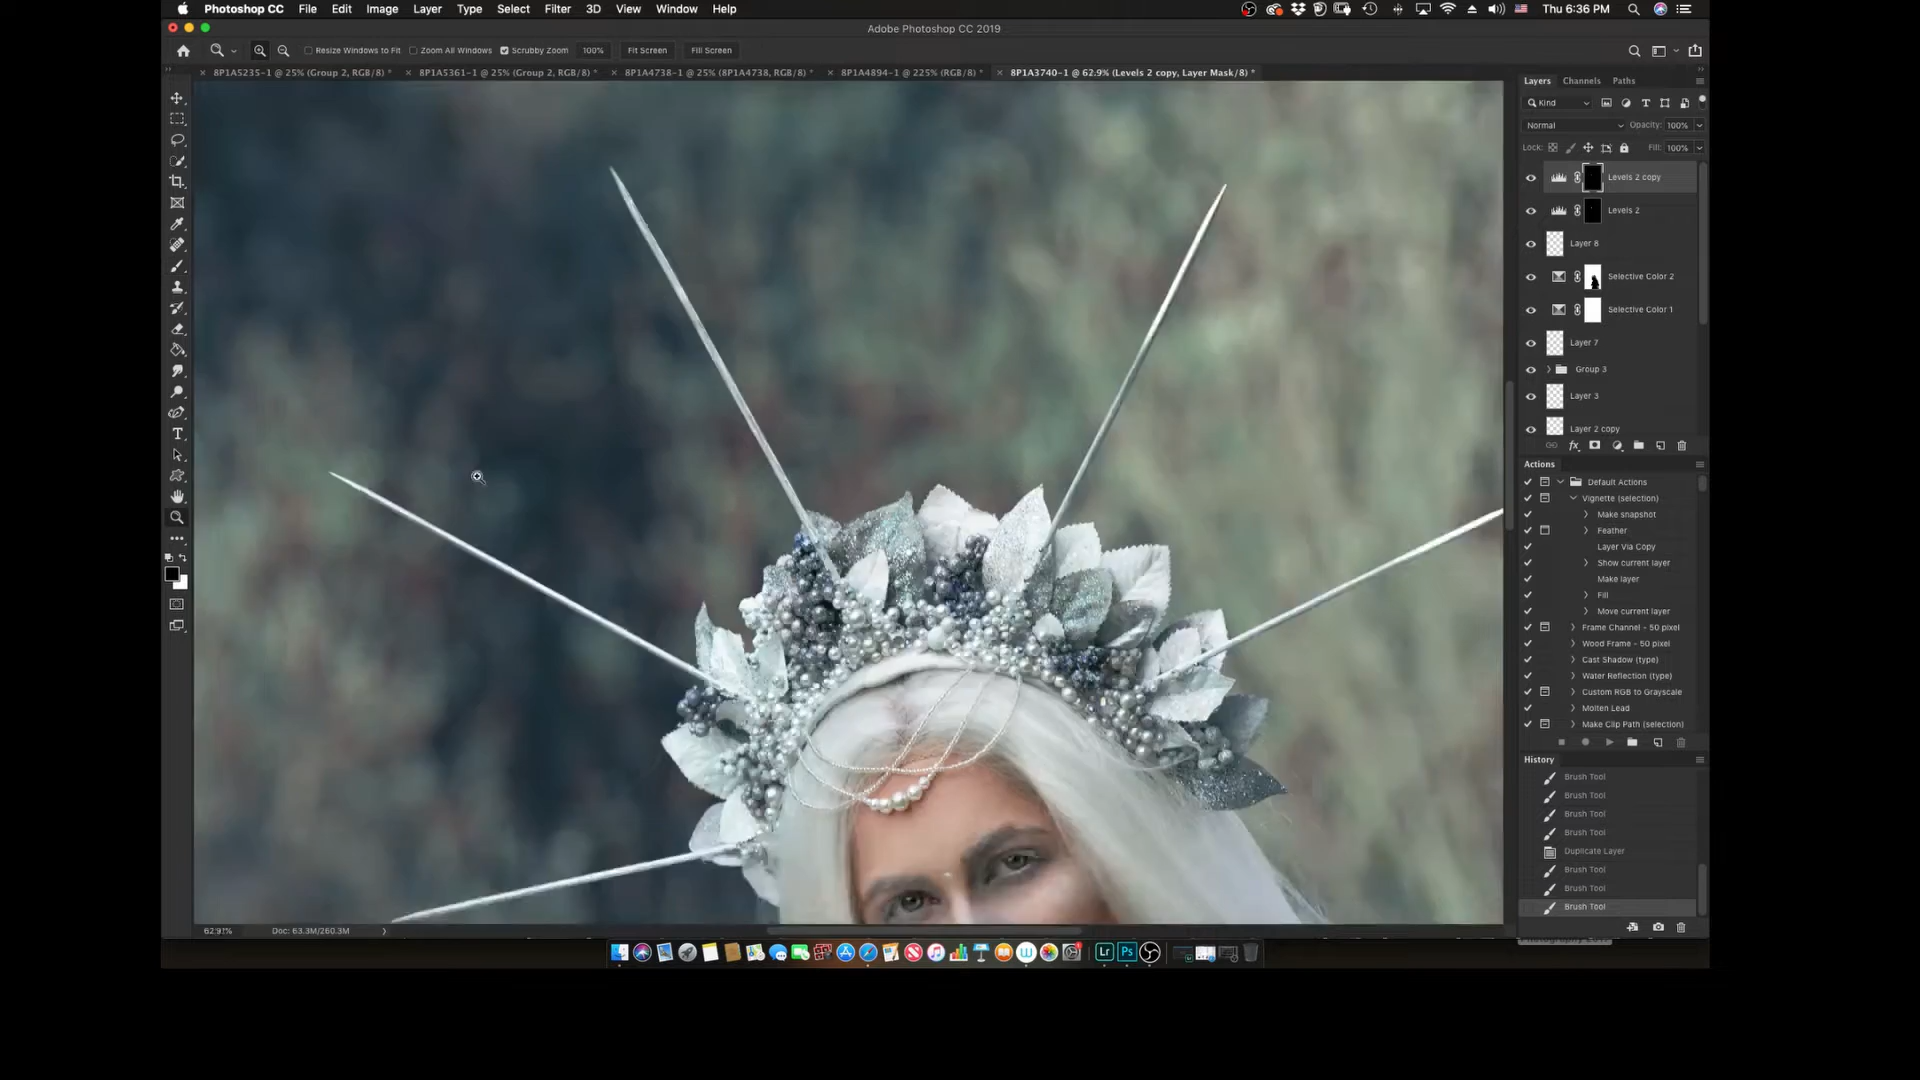 Photoshop CC File Edit Image Layer Type Select Filter 3D View Window Help Thu 6:36 PM
Adobe Photoshop CC 2019
Resize Windows to Fit Zoom All Windows Scrubby Zoom 100% Fit Screen Fill Screen
8P1A5235-1 @ 25% (Group 2, RGB/8) * 8P1A5361-1 @ 25% (Group 2, RGB/8) * 8P1A4738-1 @ 25% (8P1A4738, RGB/8) * 8P1A4894-1 @ 225% (RGB/8) * 8P1A3740-1 @ 62.9% (Levels 2 copy, Layer Mask/8) *
Layers Channels Paths
Kind
Normal Opacity: 100%
Lock: Fill: 100%
Levels 2 copy
Levels 2
Layer 8
Selective Color 2
Selective Color 1
Layer 7
Group 3
Layer 3
Layer 2 copy
Actions
Default Actions
Vignette (selection)
Make snapshot
Feather
Layer Via Copy
Show current layer
Make layer
Fill
Move current layer
Frame Channel - 50 pixel
Wood Frame - 50 pixel
Cast Shadow (type)
Water Reflection (type)
Custom RGB to Grayscale
Molten Lead
Make Clip Path (selection)
History
Brush Tool
Brush Tool
Brush Tool
Brush Tool
Duplicate Layer
Brush Tool
Brush Tool
Brush Tool
Doc: 63.3M/260.3M
Lr Ps